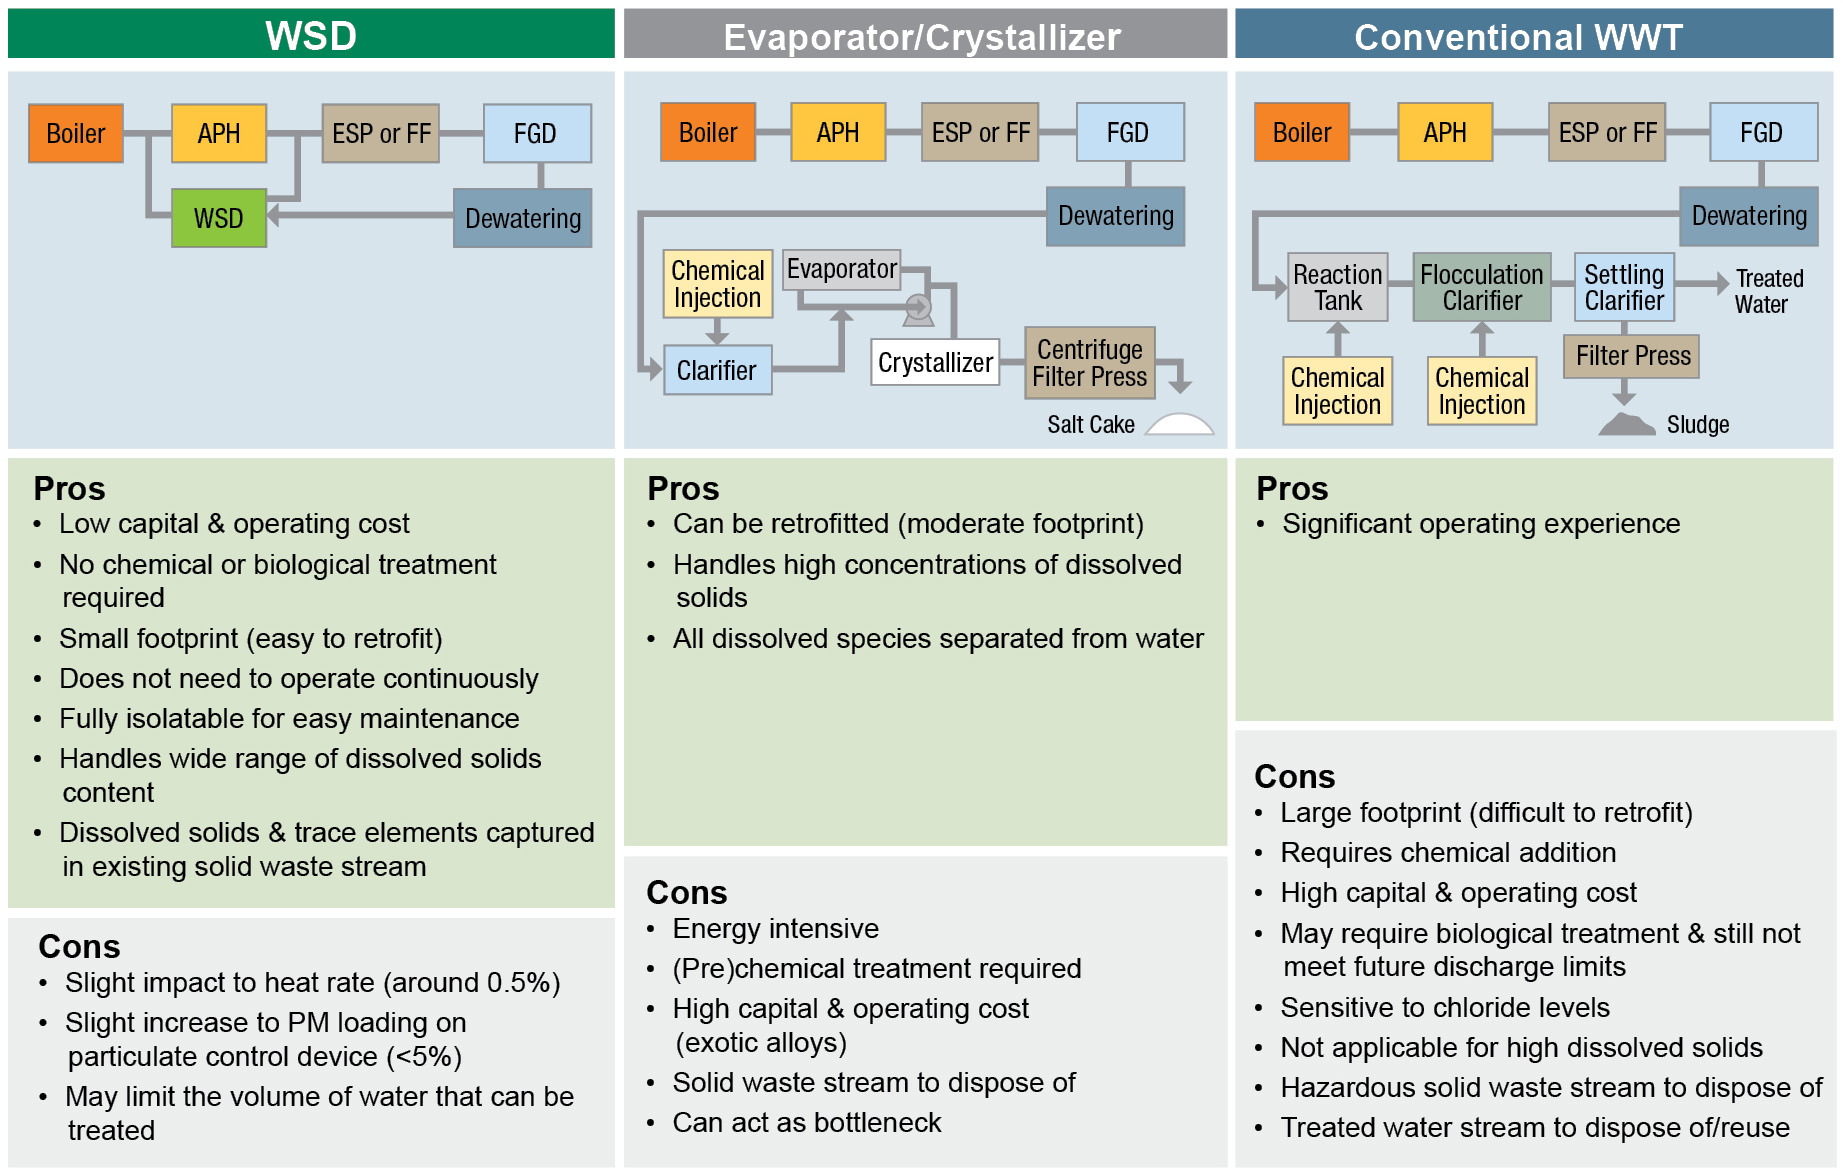 WSD
Boiler
APH
ESP or FF
FGD
WSD
Dewatering
Pros
• Low capital & operating cost
• No chemical or biological treatment
required
• Small footprint (easy to retrofit)
• Does not need to operate continuously
• Fully isolatable for easy maintenance
• Handles wide range of dissolved solids
content
• Dissolved solids & trace elements captured
in existing solid waste stream
Cons
• Slight impact to heat rate (around 0.5%)
• Slight increase to PM loading on
particulate control device (<5%)
• May limit the volume of water that can be
treated
Evaporator/Crystallizer
Boiler
APH
ESP or FF
FGD
Dewatering
Chemical
Injection
Evaporator
Clarifier
Crystallizer
Centrifuge
Filter Press
Salt Cake
Pros
• Can be retrofitted (moderate footprint)
• Handles high concentrations of dissolved
solids
• All dissolved species separated from water
Cons
• Energy intensive
• (Pre)chemical treatment required
• High capital & operating cost
(exotic alloys)
• Solid waste stream to dispose of
• Can act as bottleneck
Conventional WWT
Boiler
APH
ESP or FF
FGD
Dewatering
Reaction
Tank
Flocculation
Clarifier
Settling
Clarifier
Treated
Water
Chemical
Injection
Chemical
Injection
Filter Press
Sludge
Pros
• Significant operating experience
Cons
• Large footprint (difficult to retrofit)
• Requires chemical addition
• High capital & operating cost
• May require biological treatment & still not
meet future discharge limits
• Sensitive to chloride levels
• Not applicable for high dissolved solids
• Hazardous solid waste stream to dispose of
• Treated water stream to dispose of/reuse